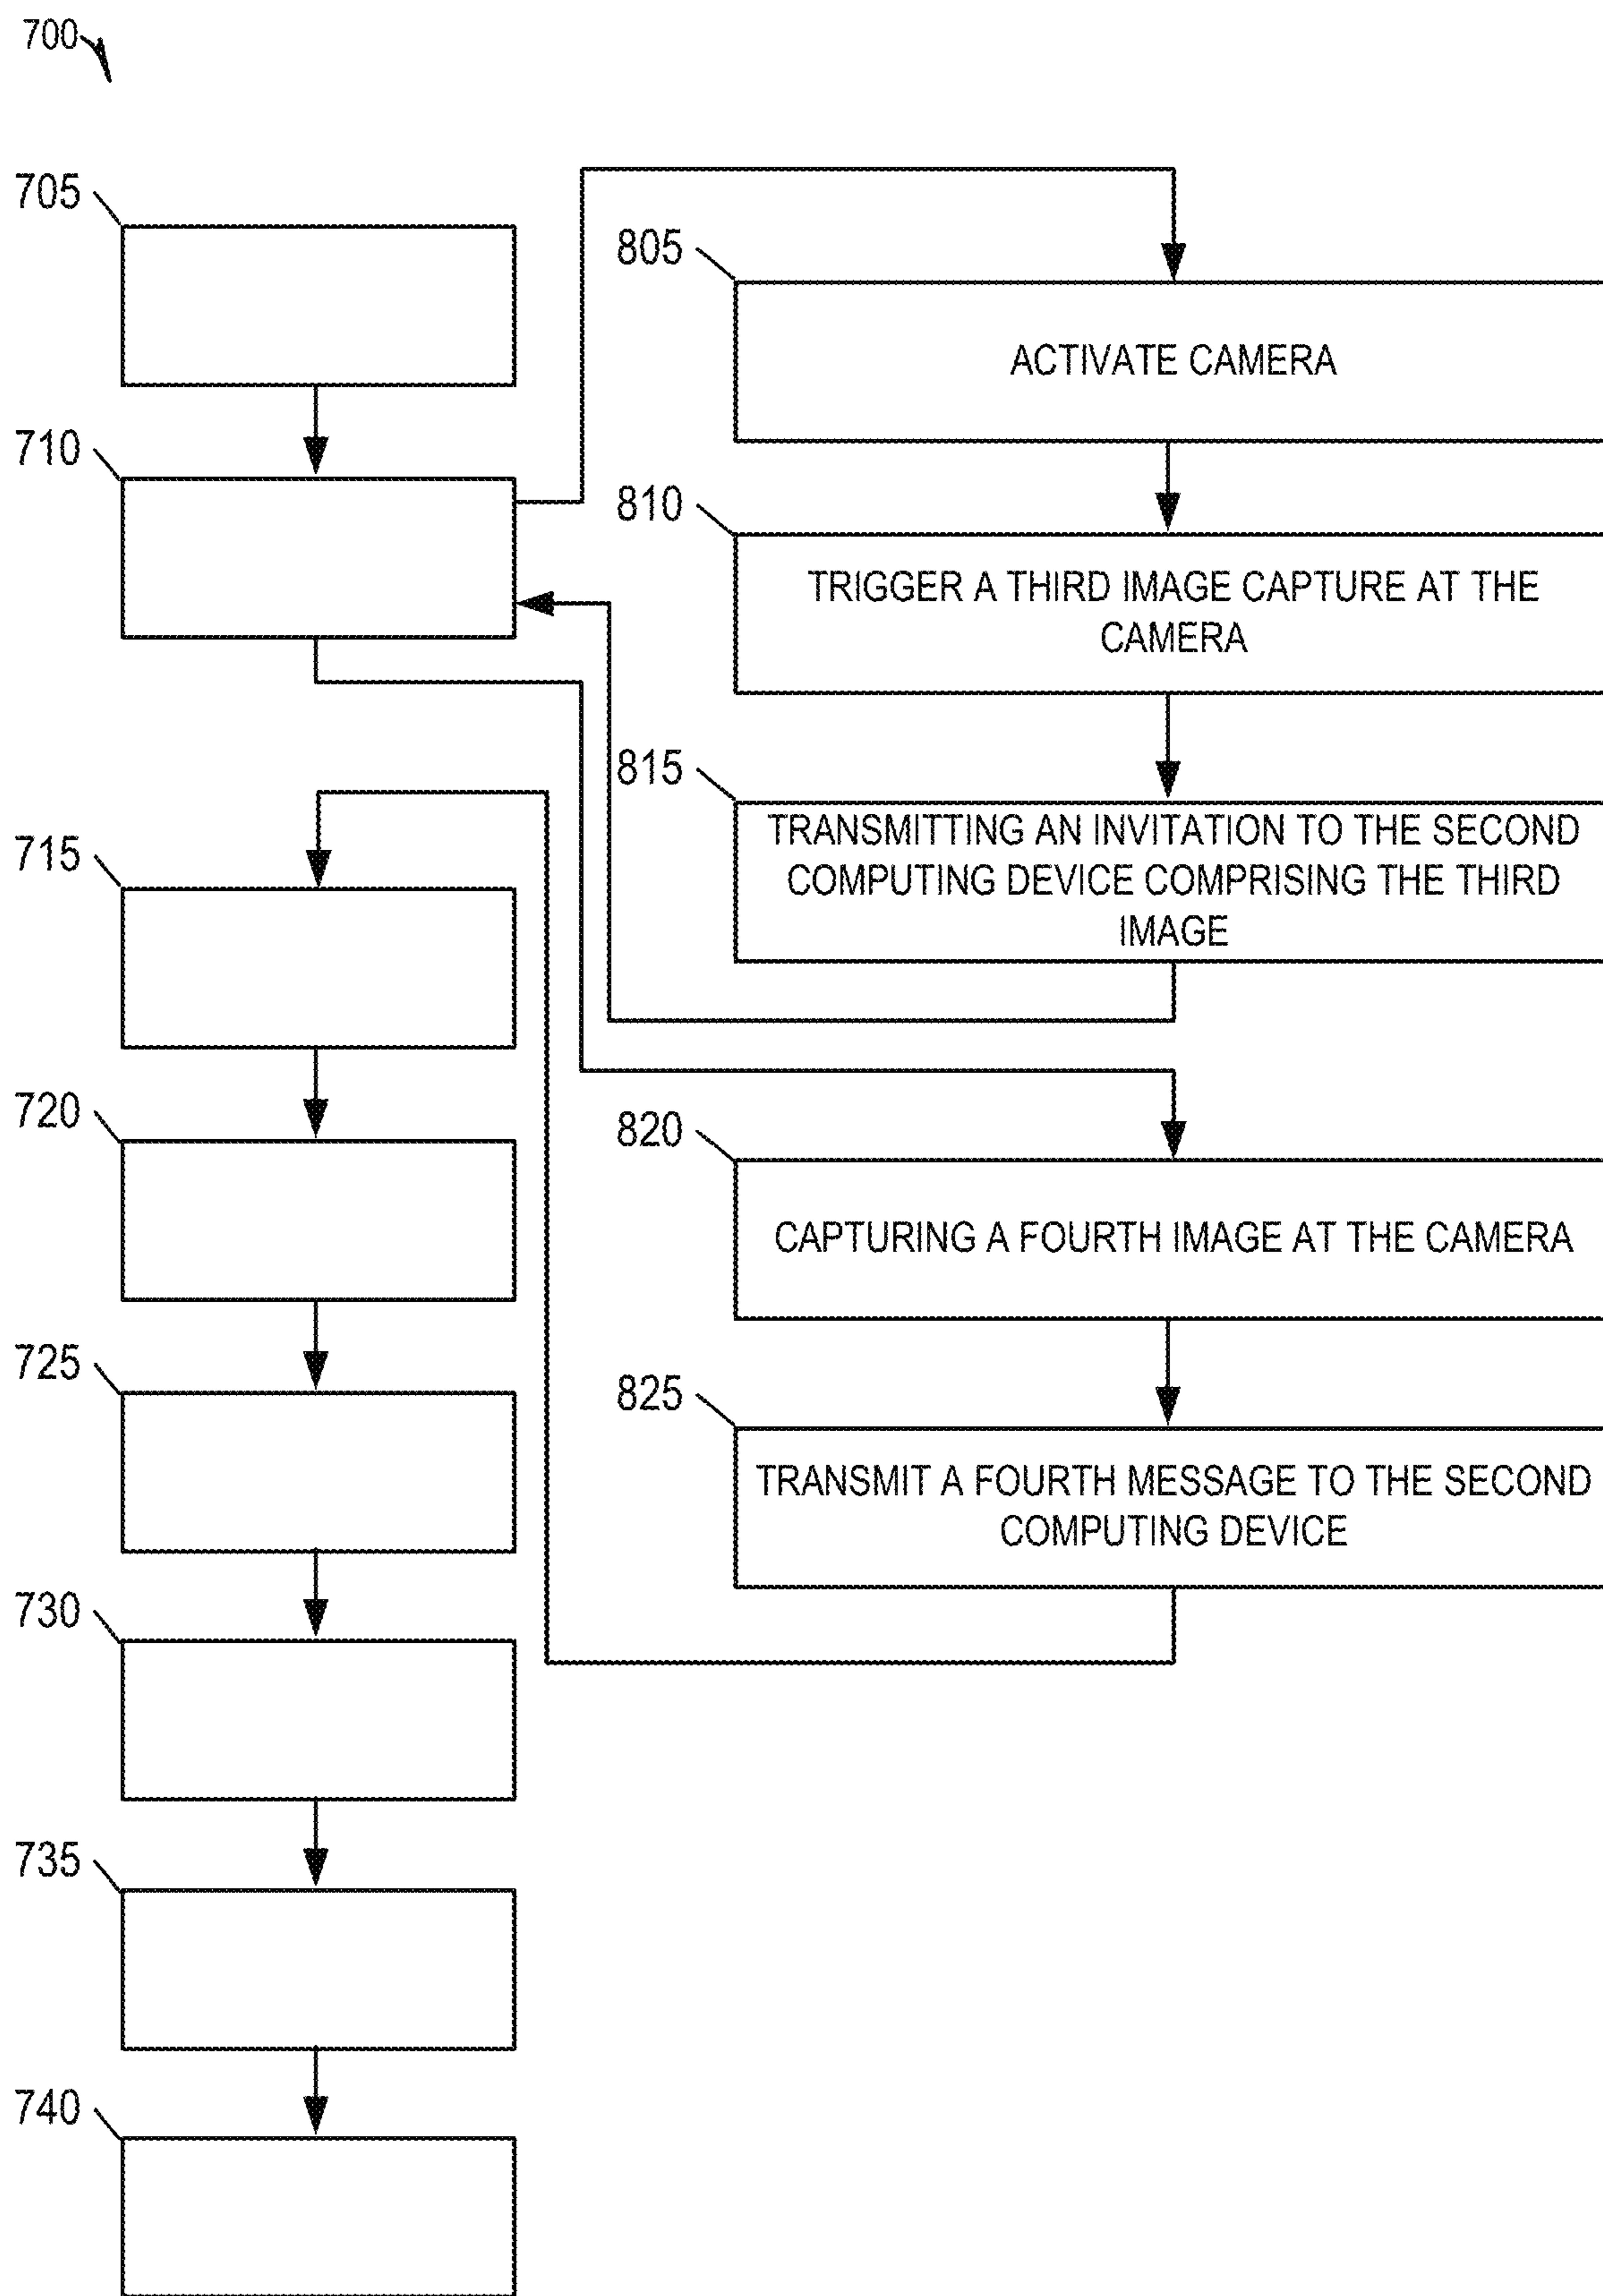 700
705
805
ACTIVATE CAMERA
710
810
TRIGGER A THIRD IMAGE CAPTURE AT THE
CAMERA
815
TRANSMITTING AN INVITATION TO THE SECOND
COMPUTING DEVICE COMPRISING THE THIRD
IMAGE
715
720
820
CAPTURING A FOURTH IMAGE AT THE CAMERA
725
825
TRANSMIT A FOURTH MESSAGE TO THE SECOND
COMPUTING DEVICE
730
735
740